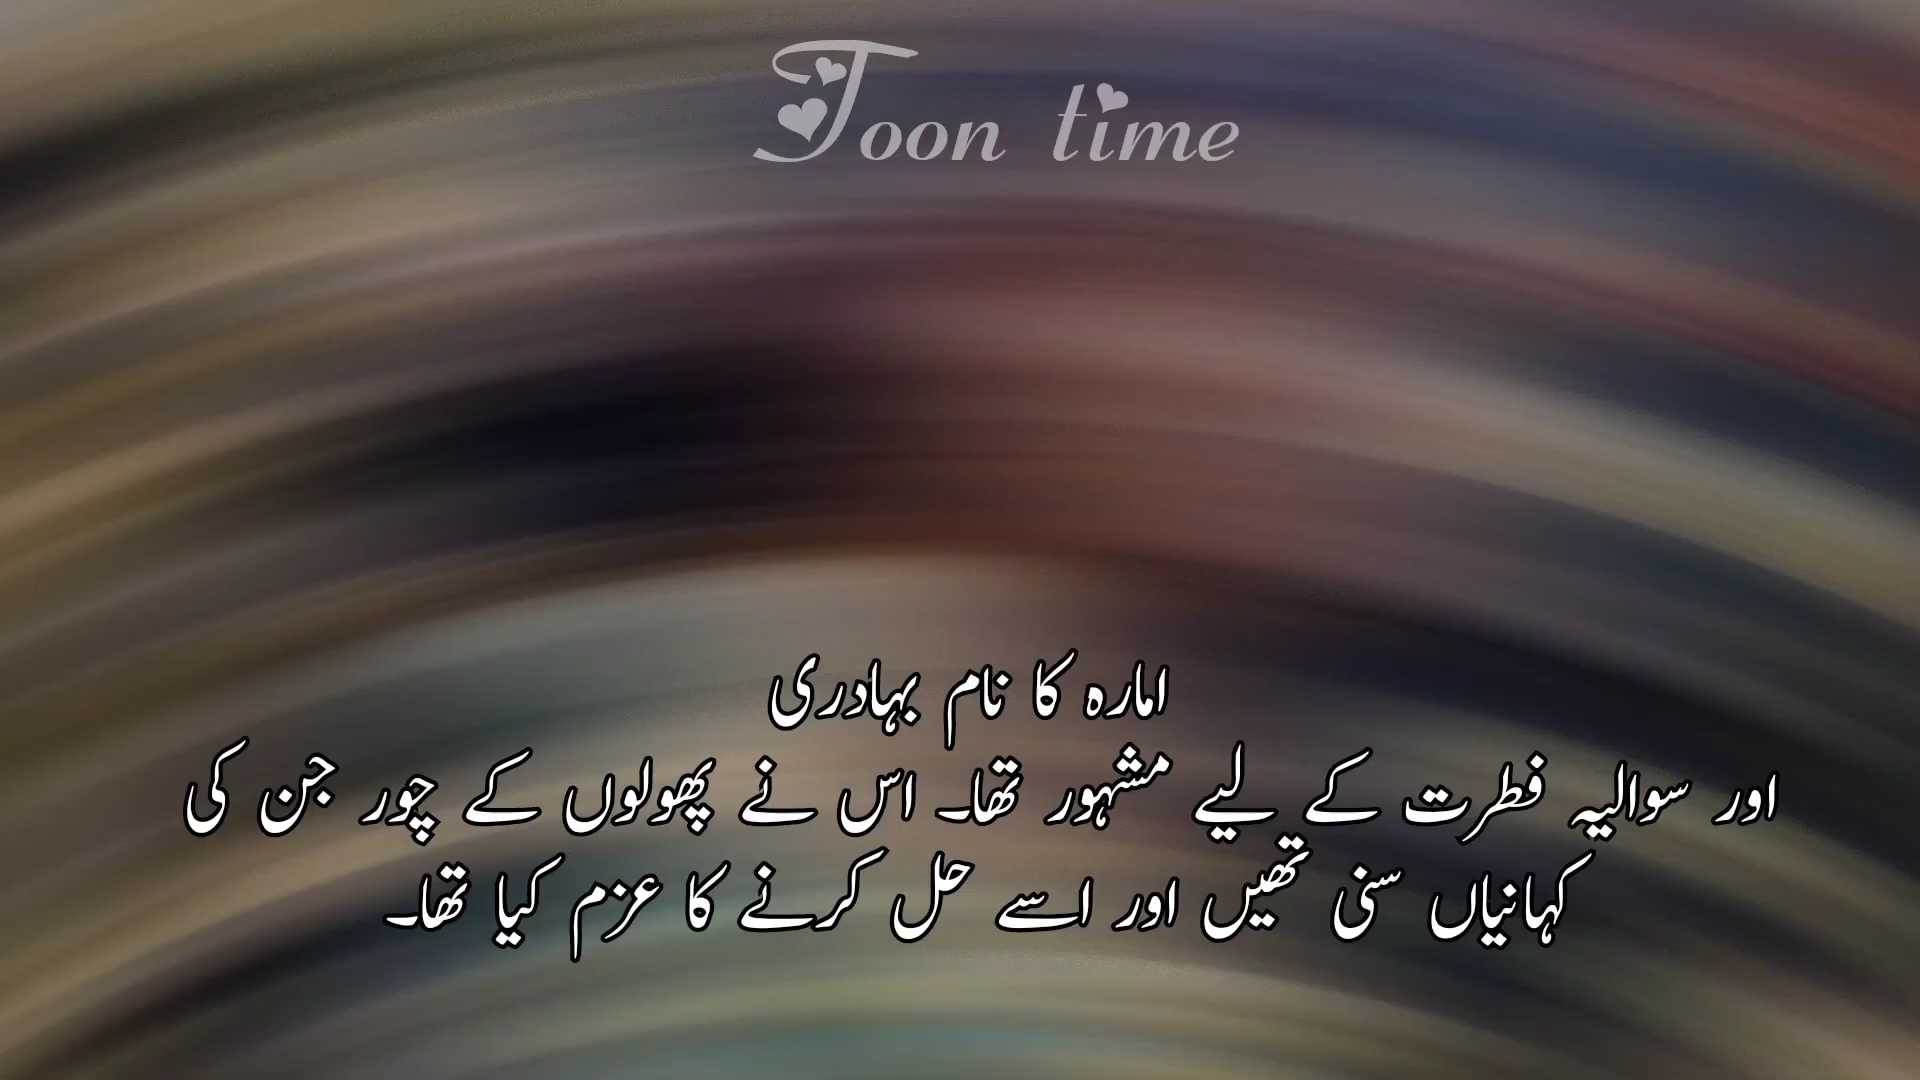 Toon time
امارہ کا نام بہادری
اور سوالیہ فطرت کے لیے مشہور تھا۔ اس نے پھولوں کے چور جن کی
کہانیاں سنی تھیں اور اسے حل کرنے کا عزم کیا تھا۔